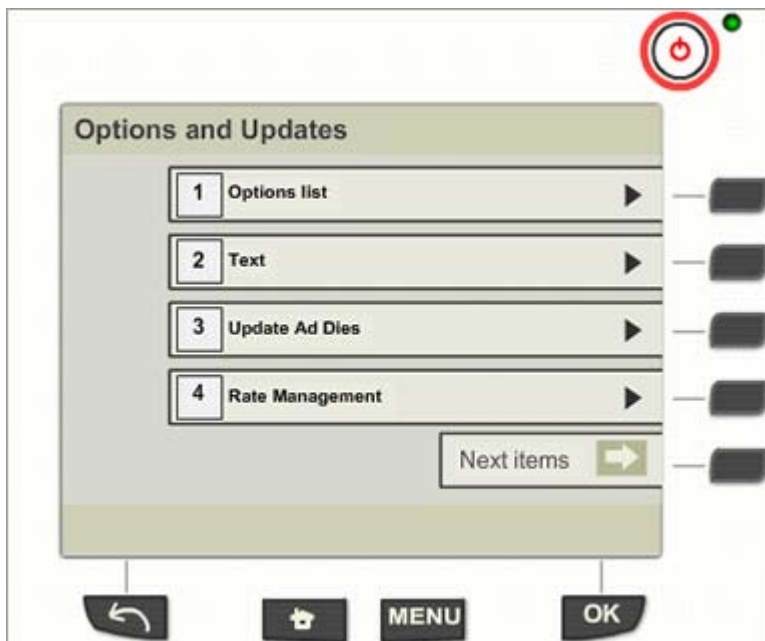 Options and Updates
1 Options list
2 Text
3 Update Ad Dies
4 Rate Management
Next items
MENU
OK